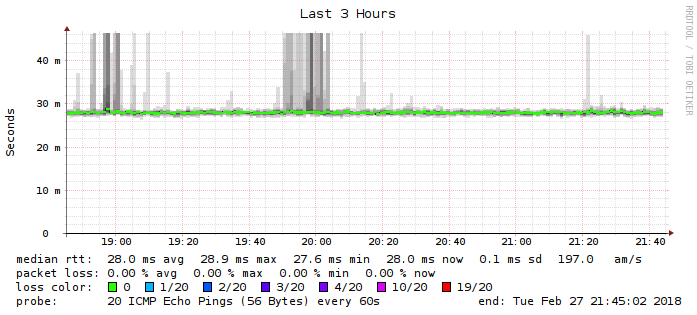 Last 3 Hours
RRDTOOL / TOBI OETIKER
Seconds
40 m
30 m
20 m
10 m
0
19:00 19:20 19:40 20:00 20:20 20:40 21:00 21:20 21:40
median rtt: 28.0 ms avg 28.9 ms max 27.6 ms min 28.0 ms now 0.1 ms sd 197.0 am/s
packet loss: 0.00 % avg 0.00 % max 0.00 % min 0.00 % now
loss color: 0 1/20 2/20 3/20 4/20 10/20 19/20
probe: 20 ICMP Echo Pings (56 Bytes) every 60s end: Tue Feb 27 21:45:02 2018